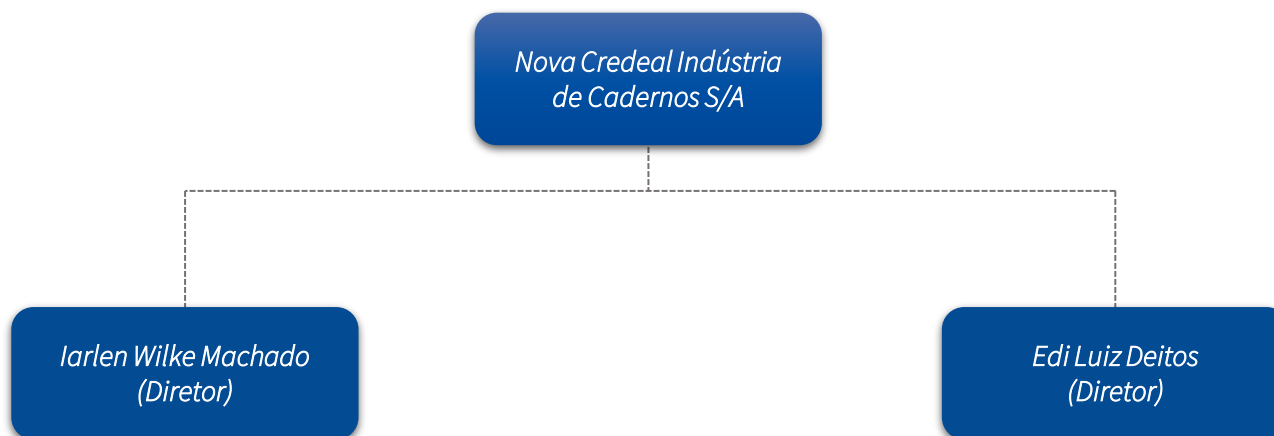 Nova Credeal Indústria
de Cadernos S/A
Iarlen Wilke Machado
(Diretor)
Edi Luiz Deitos
(Diretor)